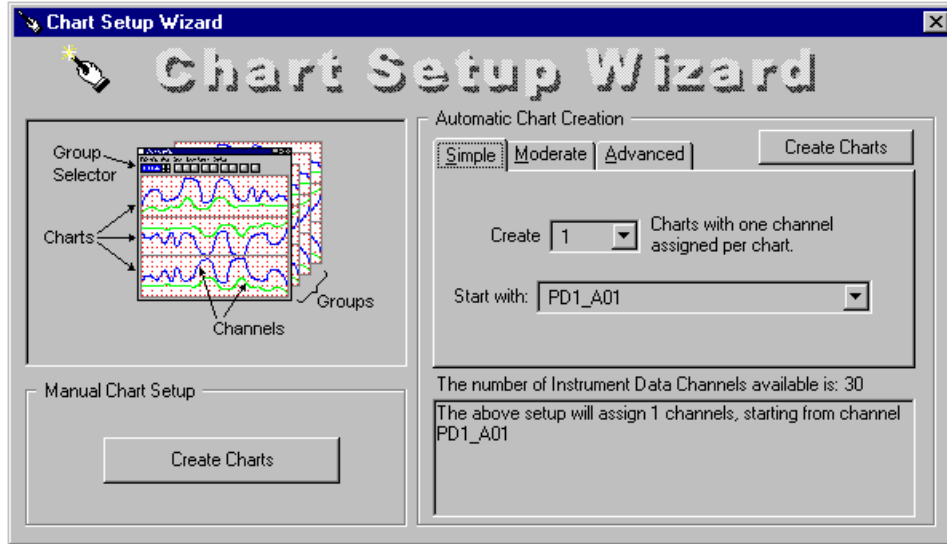 Chart Setup Wizard
Chart Setup Wizard
Group
Selector
Charts
Channels
Groups
Manual Chart Setup
Create Charts
Automatic Chart Creation
Simple
Moderate
Advanced
Create Charts
Create 1 Charts with one channel
assigned per chart.
Start with: PD1_A01
The number of Instrument Data Channels available is: 30
The above setup will assign 1 channels, starting from channel
PD1_A01